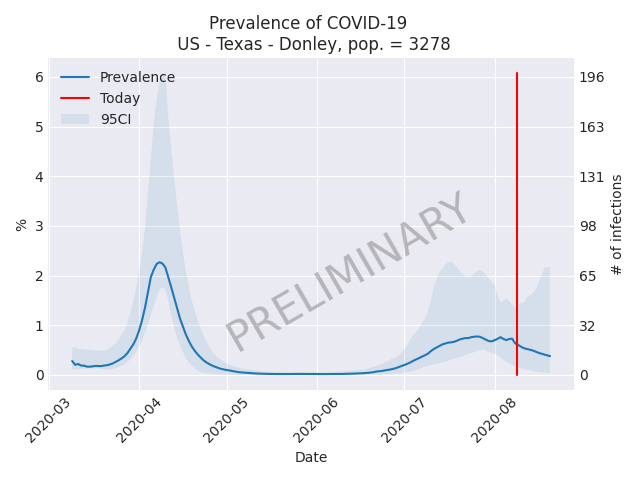 Prevalence of COVID-19
US - Texas - Donley, pop. = 3278
Prevalence
Today
95CI
PRELIMINARY
6
5
4
3
2
1
0
%
196
163
131
98
65
32
0
# of infections
2020-03
2020-04
2020-05
2020-06
2020-07
2020-08
Date